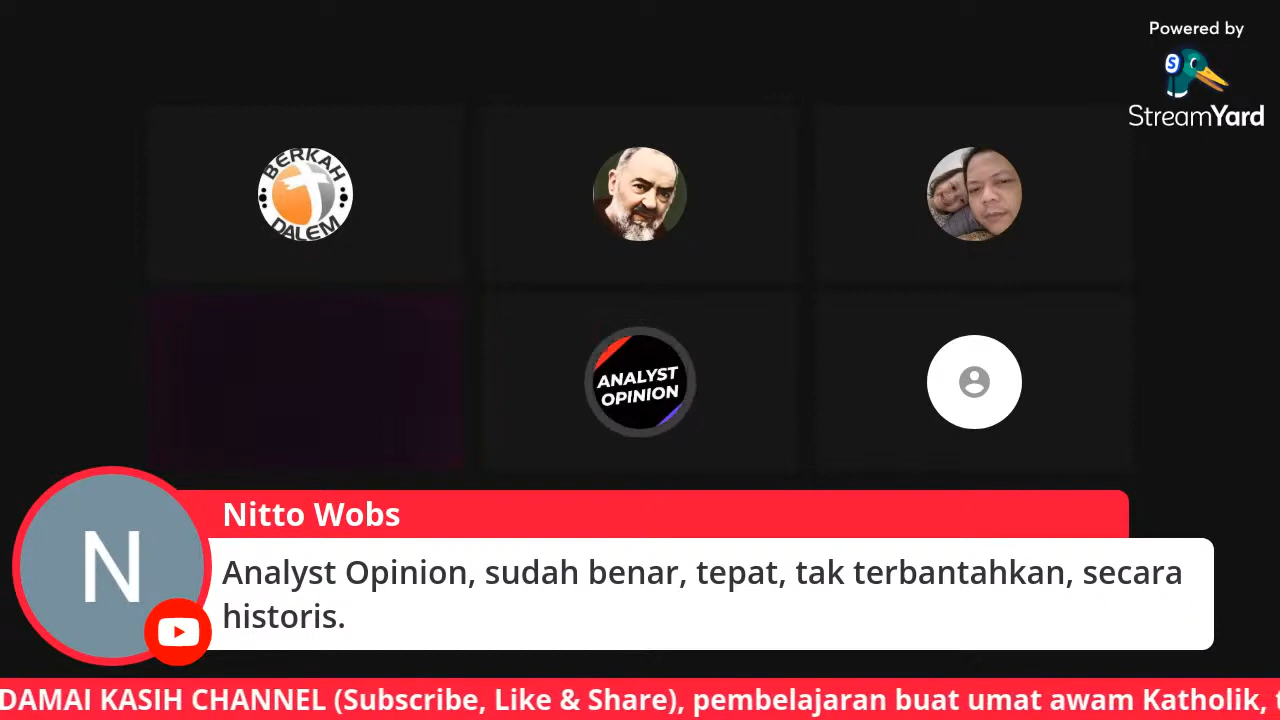 Powered by
StreamYard
BERKAH
DALEM
ANALYST
OPINION
N
Nitto Wobs
Analyst Opinion, sudah benar, tepat, tak terbantahkan, secara
historis.
DAMAI KASIH CHANNEL (Subscribe, Like & Share), pembelajaran buat umat awam Katholik,